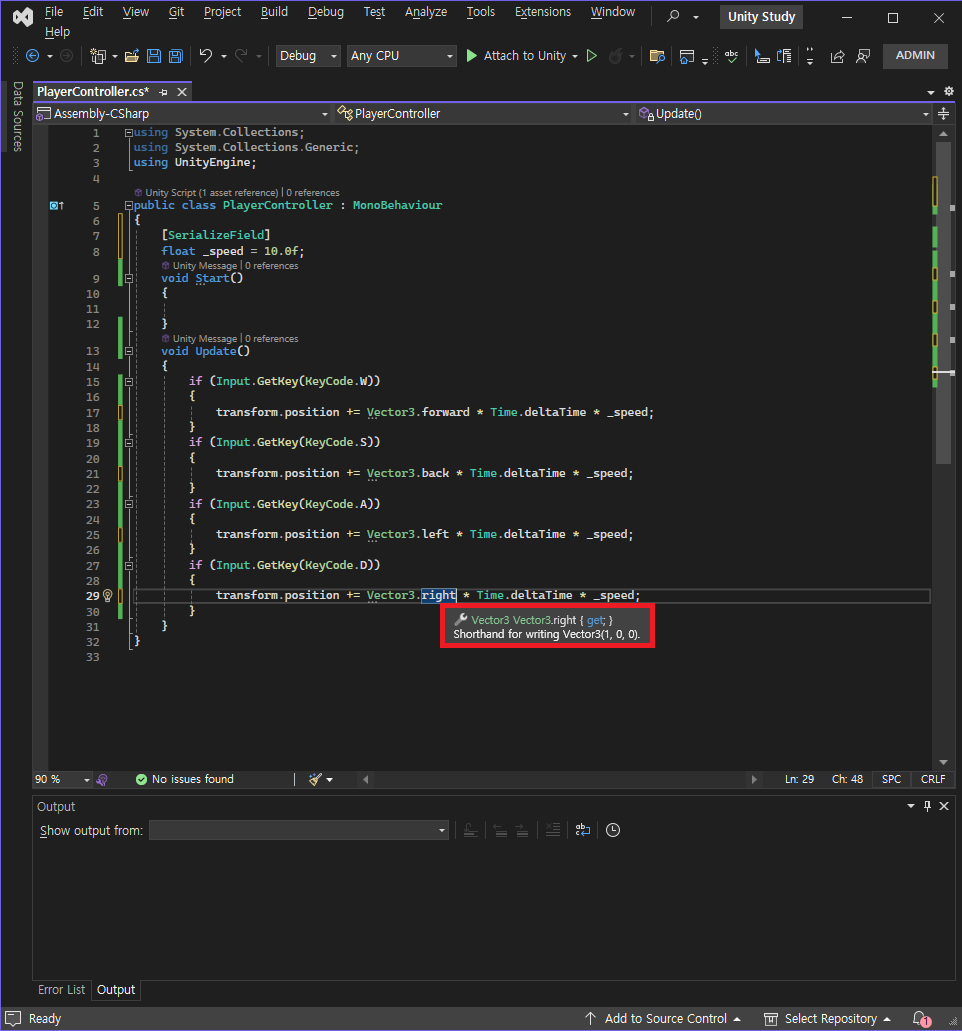 File Edit View Git Project Build Debug Test Analyze Tools Extensions Window Unity Study
Help
Debug Any CPU Attach to Unity ADMIN
Data Sources
PlayerController.cs*
Assembly-CSharp PlayerController Update()
1 using System.Collections;
2 using System.Collections.Generic;
3 using UnityEngine;
4
Unity Script (1 asset reference) | 0 references
5 public class PlayerController : MonoBehaviour
6 {
7 [SerializeField]
8 float _speed = 10.0f;
Unity Message | 0 references
9 void Start()
10 {
11
12 }
Unity Message | 0 references
13 void Update()
14 {
15 if (Input.GetKey(KeyCode.W))
16 {
17 transform.position += Vector3.forward * Time.deltaTime * _speed;
18 }
19 if (Input.GetKey(KeyCode.S))
20 {
21 transform.position += Vector3.back * Time.deltaTime * _speed;
22 }
23 if (Input.GetKey(KeyCode.A))
24 {
25 transform.position += Vector3.left * Time.deltaTime * _speed;
26 }
27 if (Input.GetKey(KeyCode.D))
28 {
29 transform.position += Vector3.right * Time.deltaTime * _speed;
30 }
31 }
32 }
33
Vector3 Vector3.right { get; }
Shorthand for writing Vector3(1, 0, 0).
90 % No issues found Ln: 29 Ch: 48 SPC CRLF
Output
Show output from:
Error List Output
Ready Add to Source Control Select Repository 1